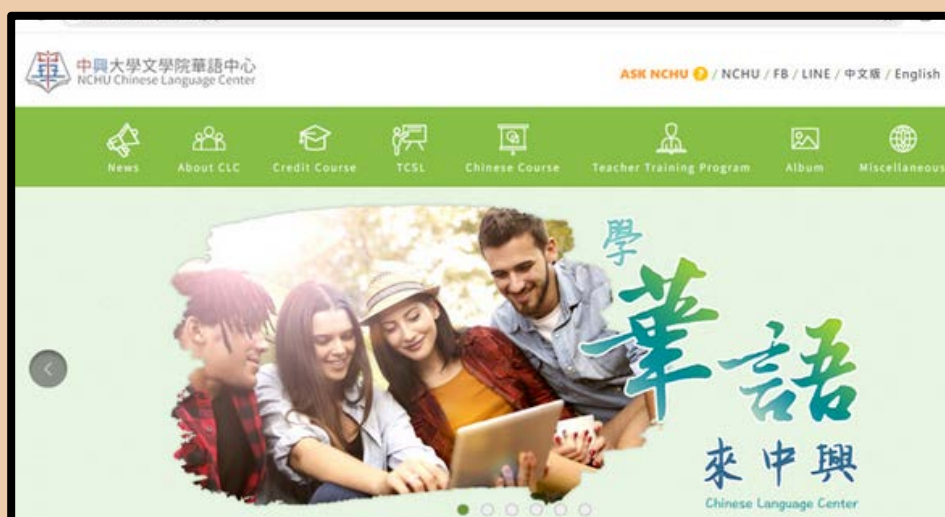 中興大學文學院華語中心
NCHU Chinese Language Center
ASK NCHU ? / NCHU / FB / LINE / 中文版 / English
News
About CLC
Credit Course
TCSL
Chinese Course
Teacher Training Program
Album
Miscellaneous
學
華語
來中興
Chinese Language Center